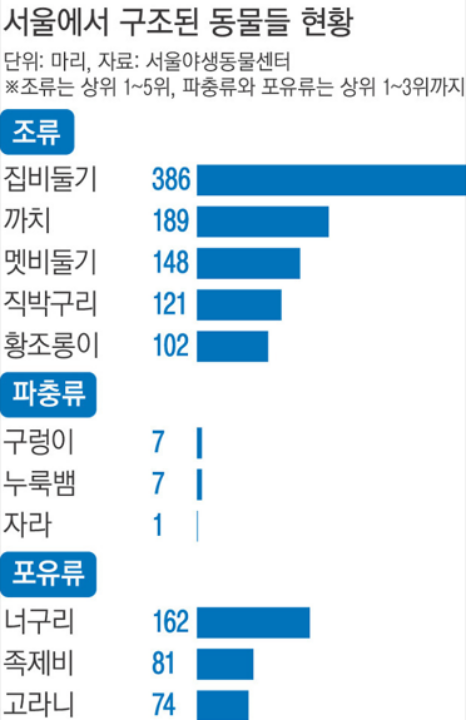 서울에서 구조된 동물들 현황
단위: 마리, 자료: 서울야생동물센터
※조류는 상위 1~5위, 파충류와 포유류는 상위 1~3위까지
조류
집비둘기 386
까치 189
멧비둘기 148
직박구리 121
황조롱이 102
파충류
구렁이 7
누룩뱀 7
자라 1
포유류
너구리 162
족제비 81
고라니 74